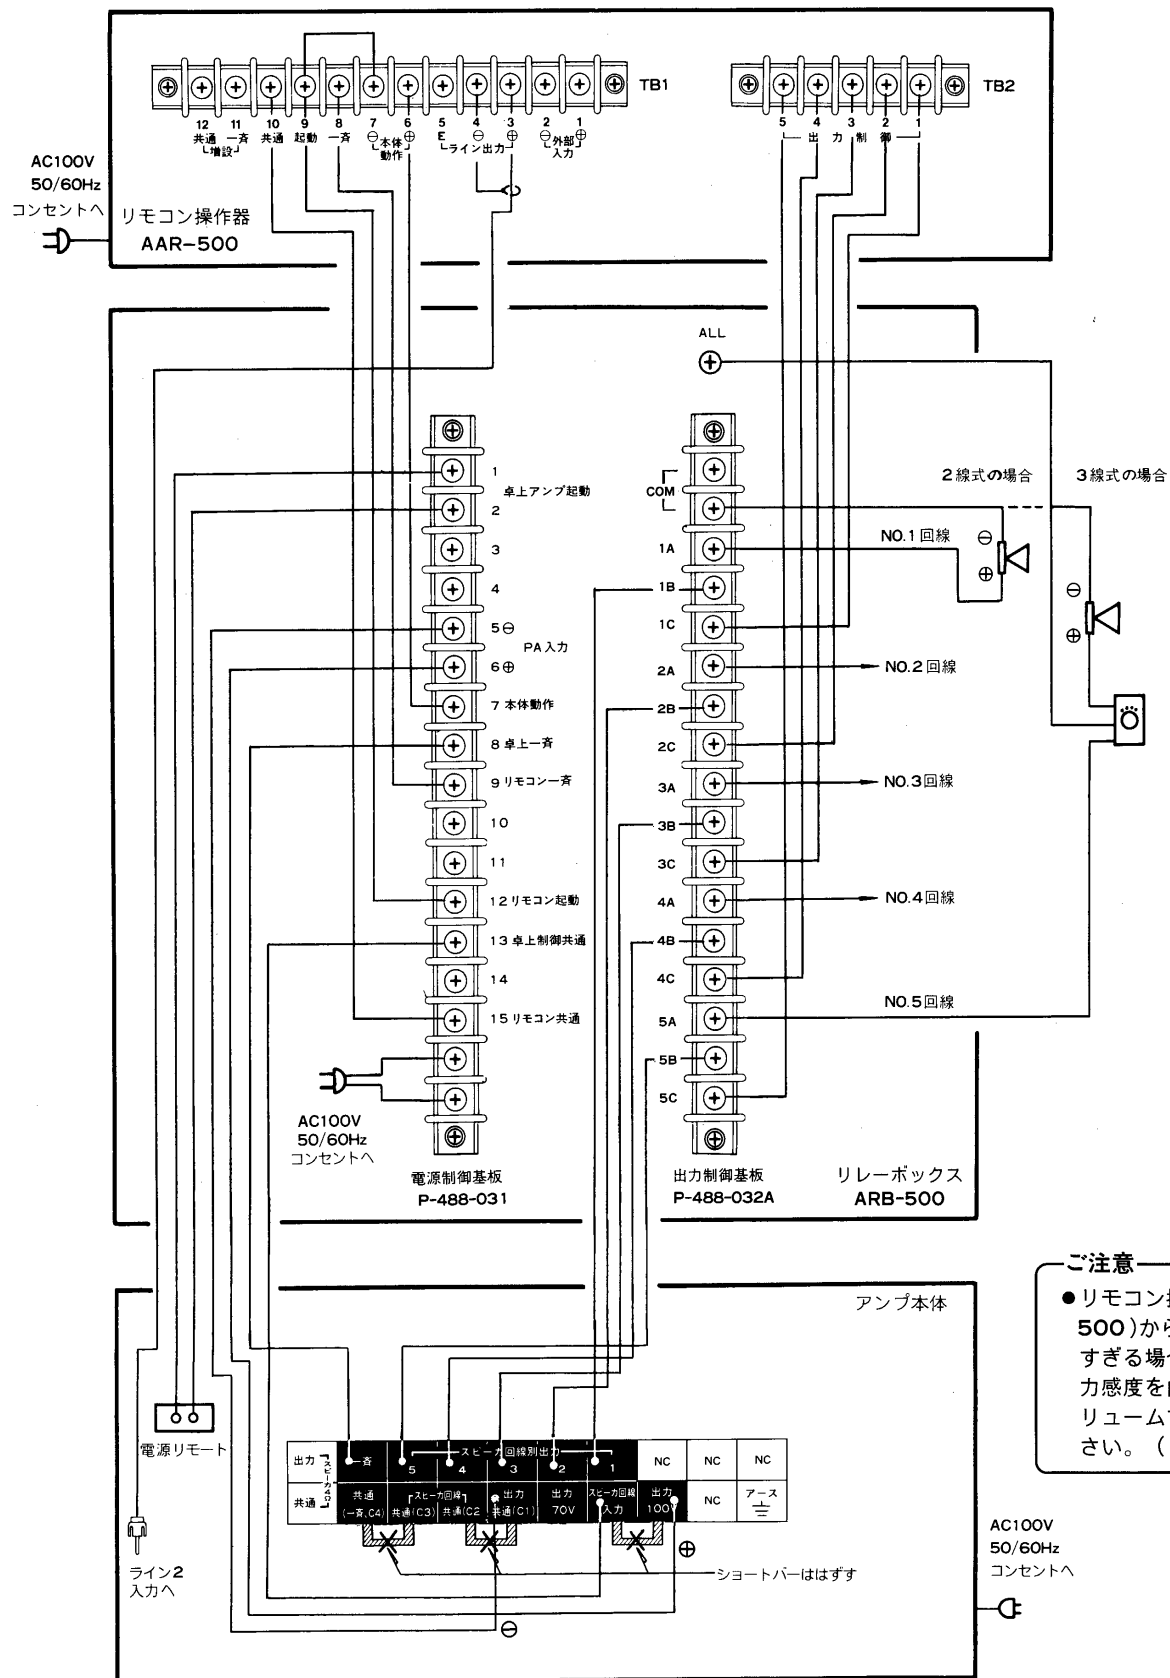 TB1
TB2
12 11 10 9 8 7 6 5 4 3 2 1
共通 一斉 共通 起動 一斉 ⊖ ⊕ E ⊖ ⊕ ⊖ ⊕
増設
本体
動作
ライン出力
外部
入力
5 4 3 2 1
出力制御
AC100V
50/60Hz
コンセントへ
リモコン操作器
AAR-500
ALL
1
卓上アンプ起動
2
3
4
5⊖
PA入力
6⊕
7 本体動作
8 卓上一斉
9 リモコン一斉
10
11
12 リモコン起動
13 卓上制御共通
14
15 リモコン共通
AC100V
50/60Hz
コンセントへ
電源制御基板
P-488-031
COM
1A
1B
1C
2A
2B
2C
3A
3B
3C
4A
4B
4C
5A
5B
5C
出力制御基板
P-488-032A
2線式の場合
3線式の場合
NO.1回線
⊖
⊕
⊖
⊕
NO.2回線
NO.3回線
NO.4回線
NO.5回線
リレーボックス
ARB-500
アンプ本体
ご注意
●リモコン
500)から
すぎる場
力感度を
リューム
さい。(
電源リモート
ライン2
入力へ
スピーカ回線別出力
出力 一斉 5 4 3 2 1 NC NC NC
スピーカ4Ω
共通 共通 スピーカ回線 出力 出力 スピーカ回線 出力 NC アース
(一斉,C4) 共通(C3) 共通(C2 共通(C1) 70V 入力 100V
⊕
ショートバーははずす
⊖
AC100V
50/60Hz
コンセントへ